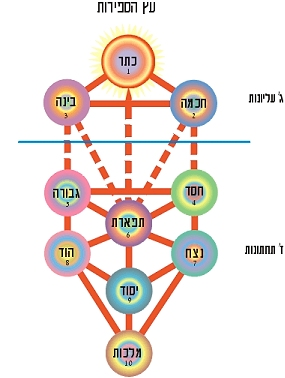 עץ הספירות
כתר
1
חכמה
2
בינה
3
ג' עליונות
חסד
4
גבורה
5
תפארת
6
ז' תחתונות
נצח
7
הוד
8
יסוד
9
מלכות
10